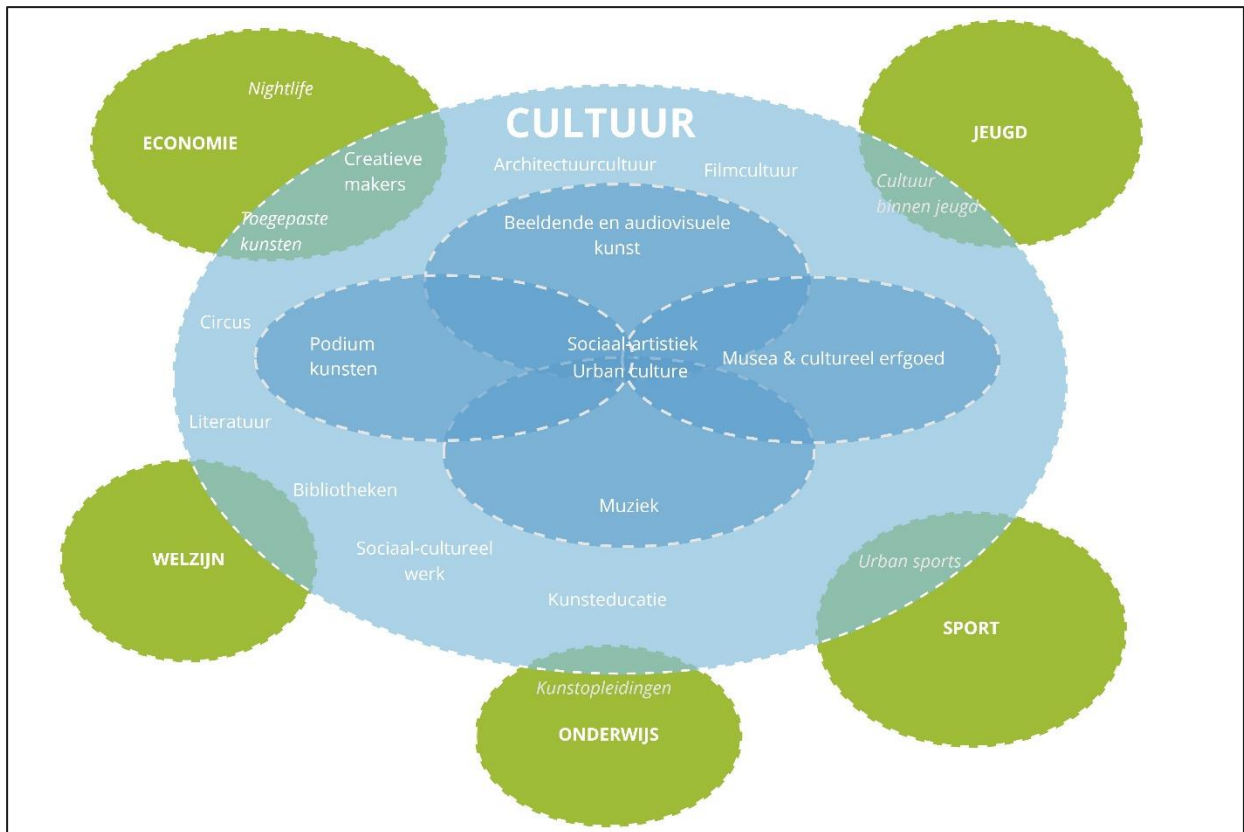 Nightlife
ECONOMIE
CULTUUR
JEUGD
Creatieve
makers
Architectuurcultuur
Filmcultuur
Cultuur
binnen jeugd
Toegepaste
kunsten
Beeldende en audiovisuele
kunst
Circus
Podium
kunsten
Sociaal-artistiek
Urban culture
Musea & cultureel erfgoed
Literatuur
Bibliotheken
Muziek
Sociaal-cultureel
werk
WELZIJN
Urban sports
Kunsteducatie
SPORT
Kunstopleidingen
ONDERWIJS